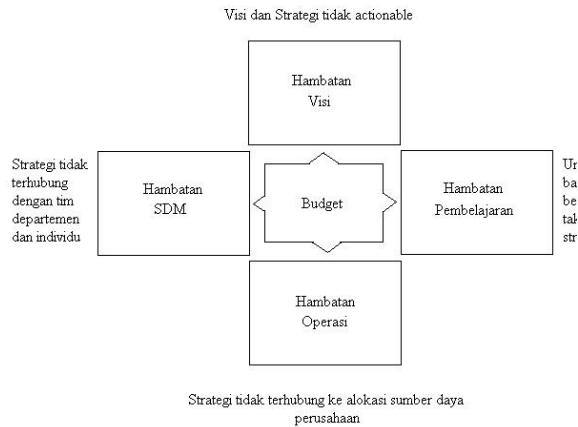 Visi dan Strategi tidak actionable
Hambatan
Visi
Strategi tidak
terhubung
dengan tim
departemen
dan individu
Hambatan
SDM
Budget
Hambatan
Pembelajaran
Hambatan
Operasi
Strategi tidak terhubung ke alokasi sumber daya
perusahaan